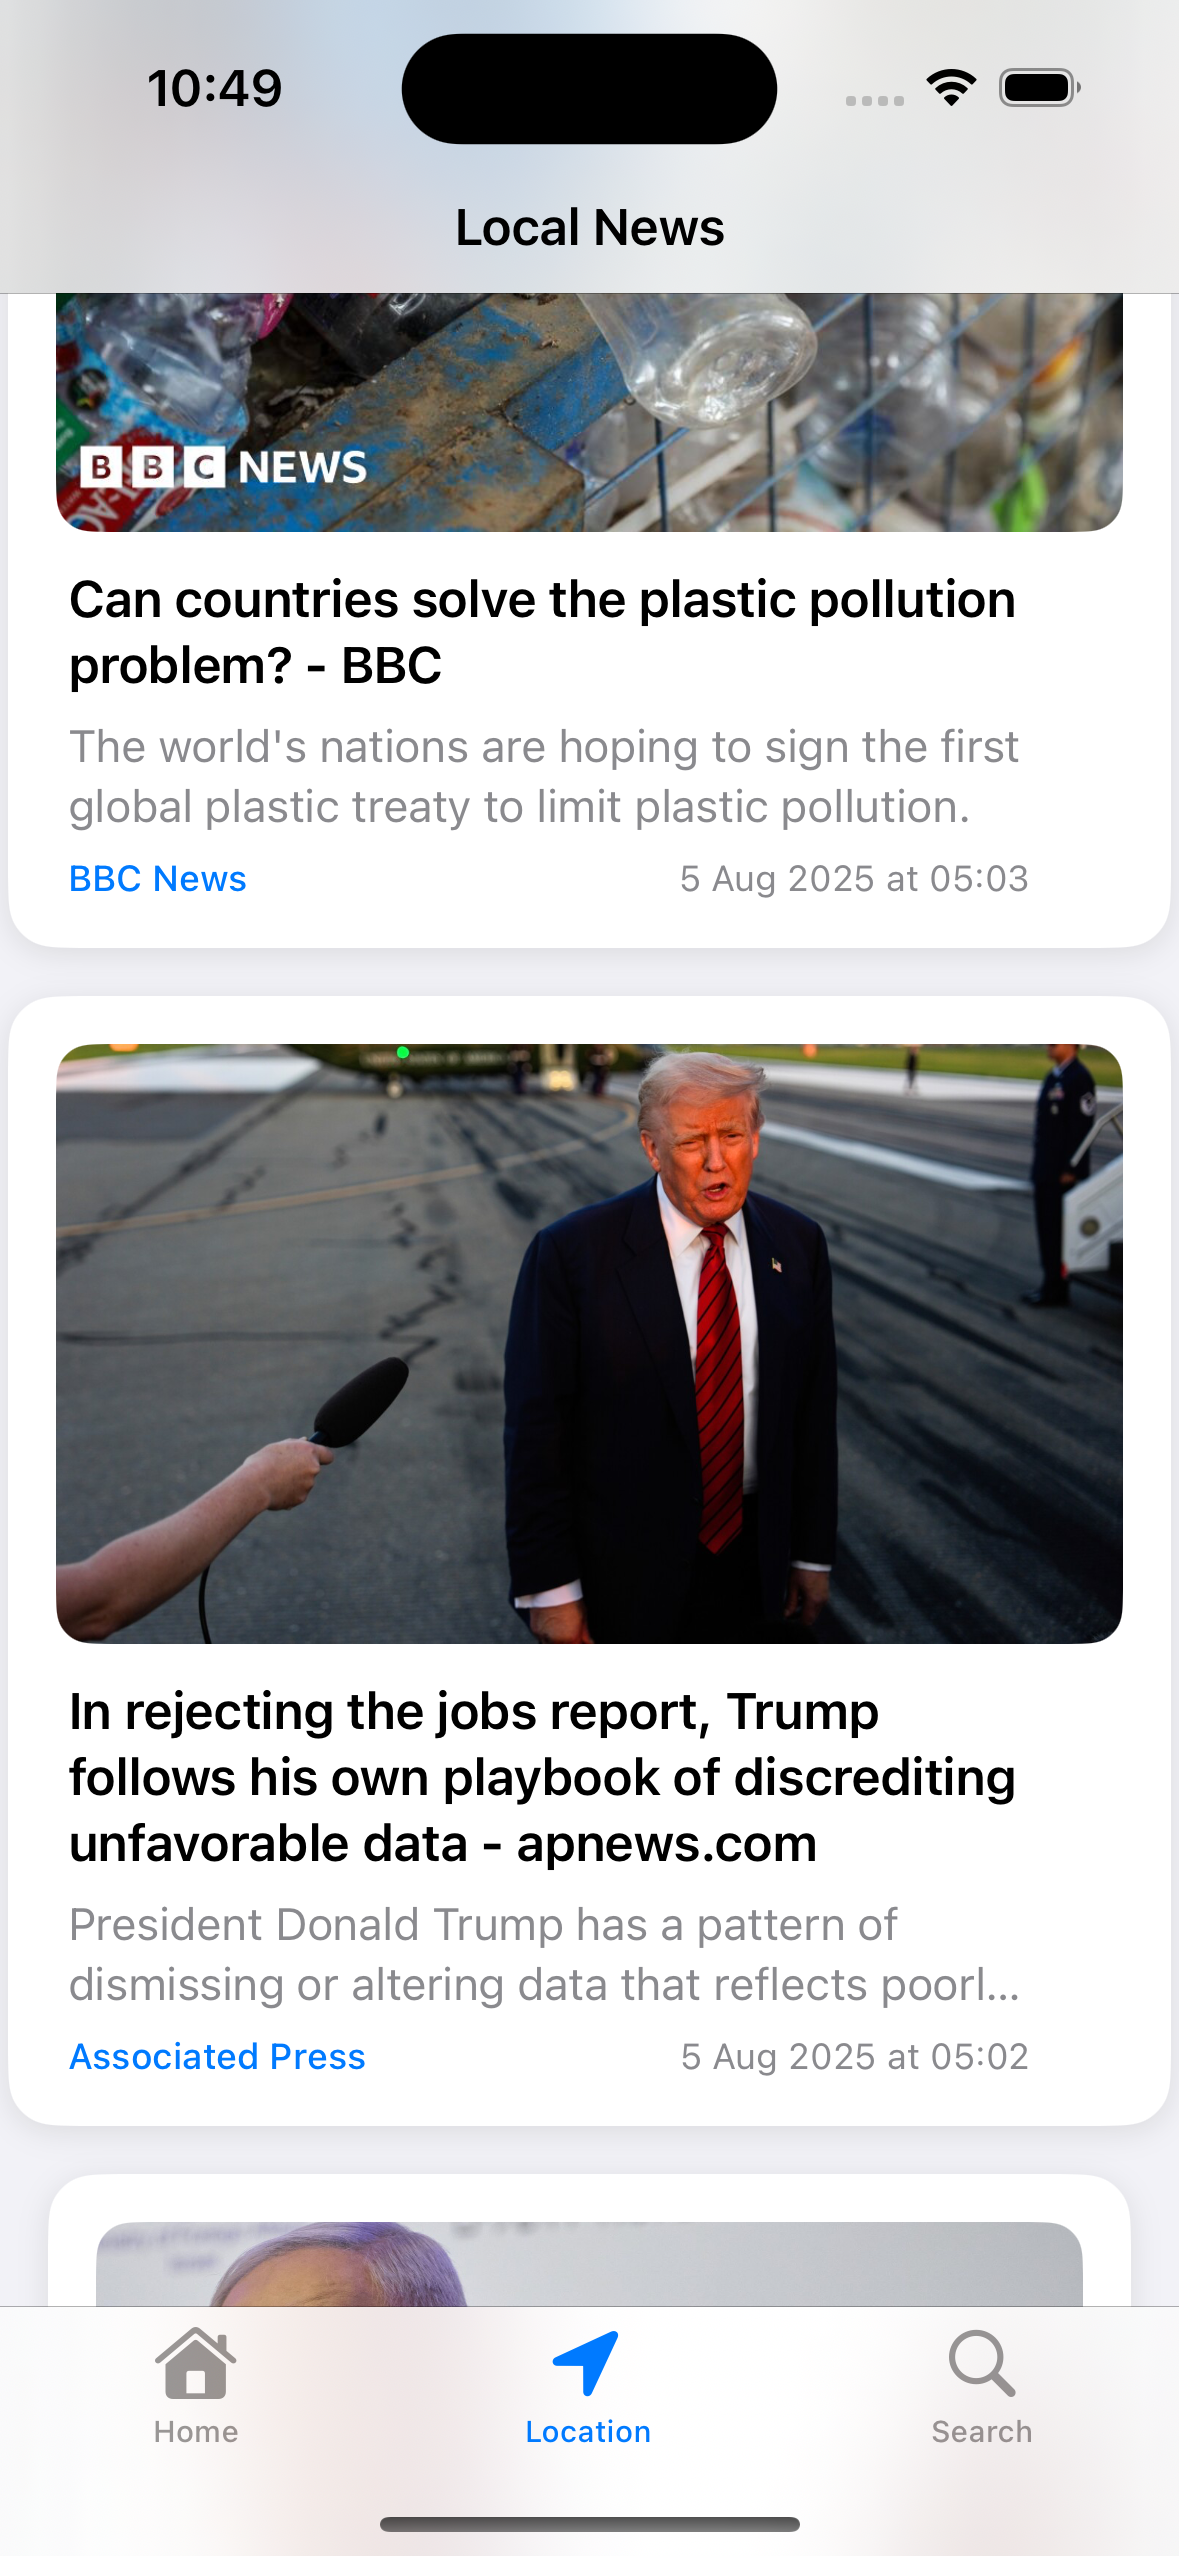 10:49
Local News
BBC NEWS
Can countries solve the plastic pollution
problem? - BBC
The world's nations are hoping to sign the first
global plastic treaty to limit plastic pollution.
BBC News
5 Aug 2025 at 05:03
In rejecting the jobs report, Trump
follows his own playbook of discrediting
unfavorable data - apnews.com
President Donald Trump has a pattern of
dismissing or altering data that reflects poorl...
Associated Press
5 Aug 2025 at 05:02
Home
Location
Search